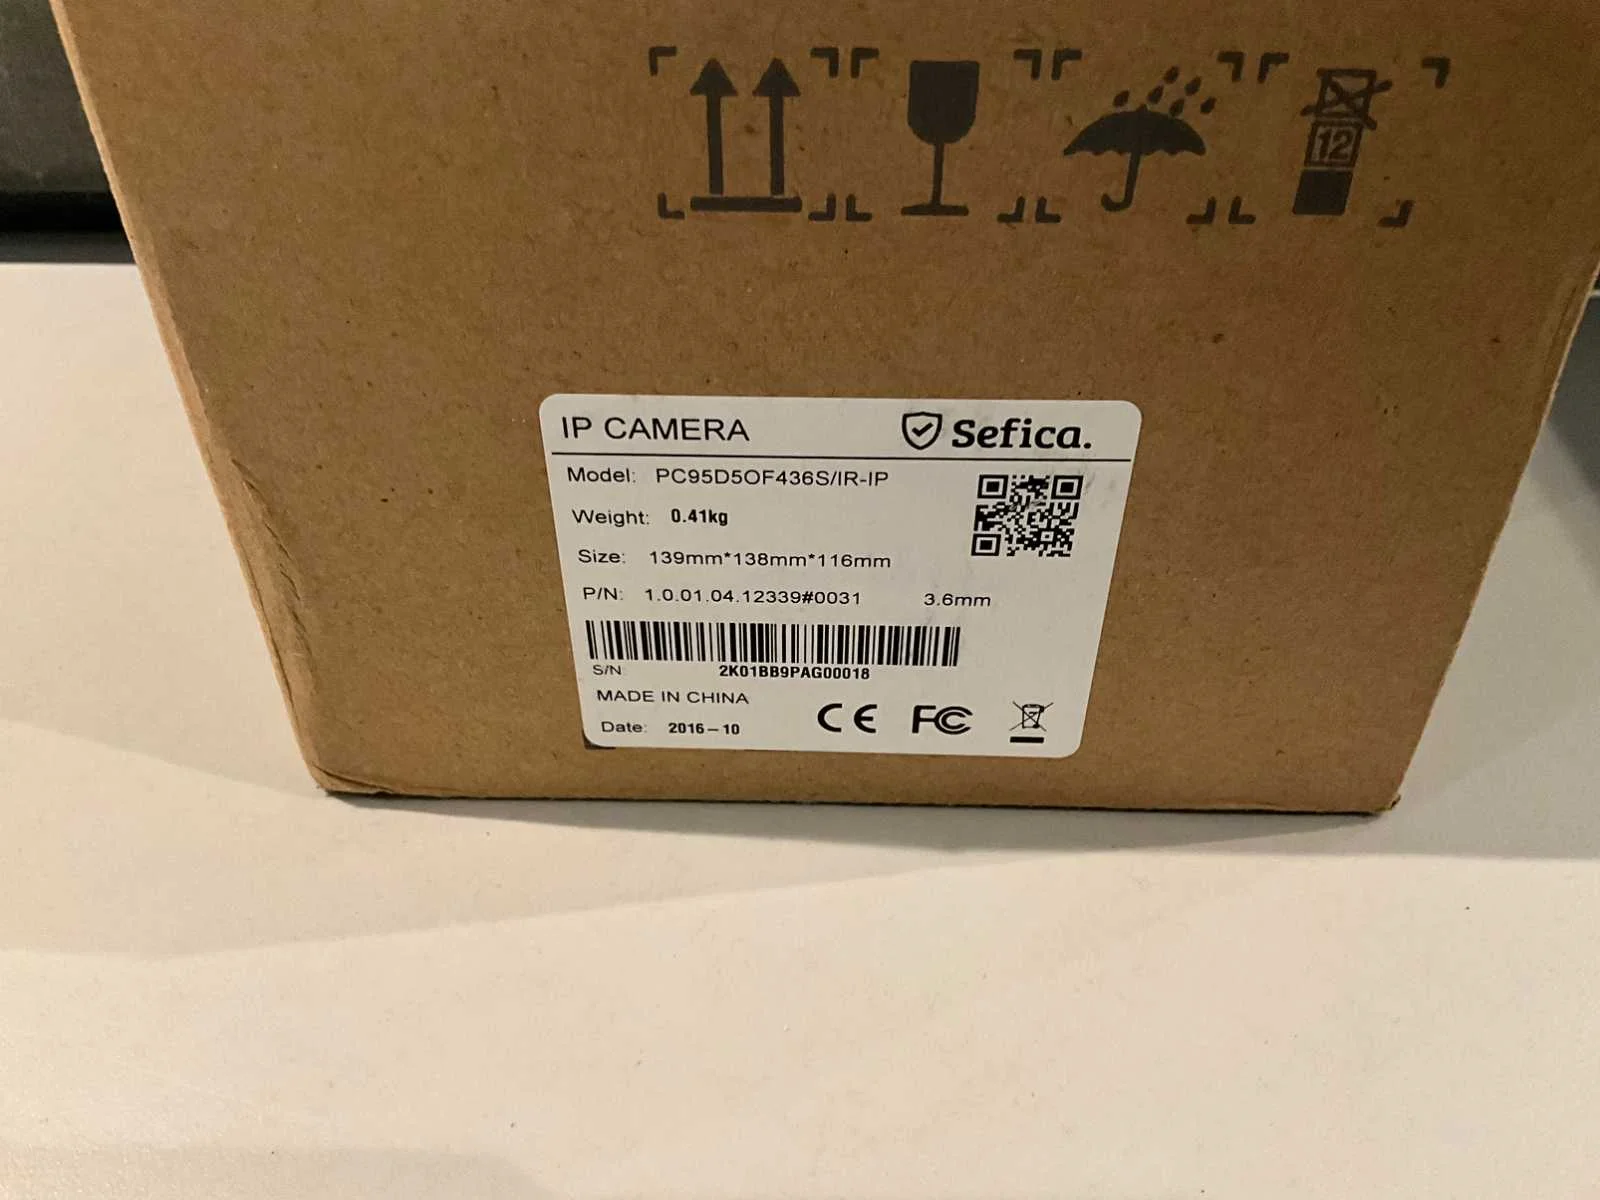 12
IP CAMERA
Sefica.
Model: PC95D5OF436S/IR-IP
Weight: 0.41kg
Size: 139mm*138mm*116mm
P/N: 1.0.01.04.12339#0031 3.6mm
S/N 2K01BB9PAG00018
MADE IN CHINA
Date: 2016-10
CE FC